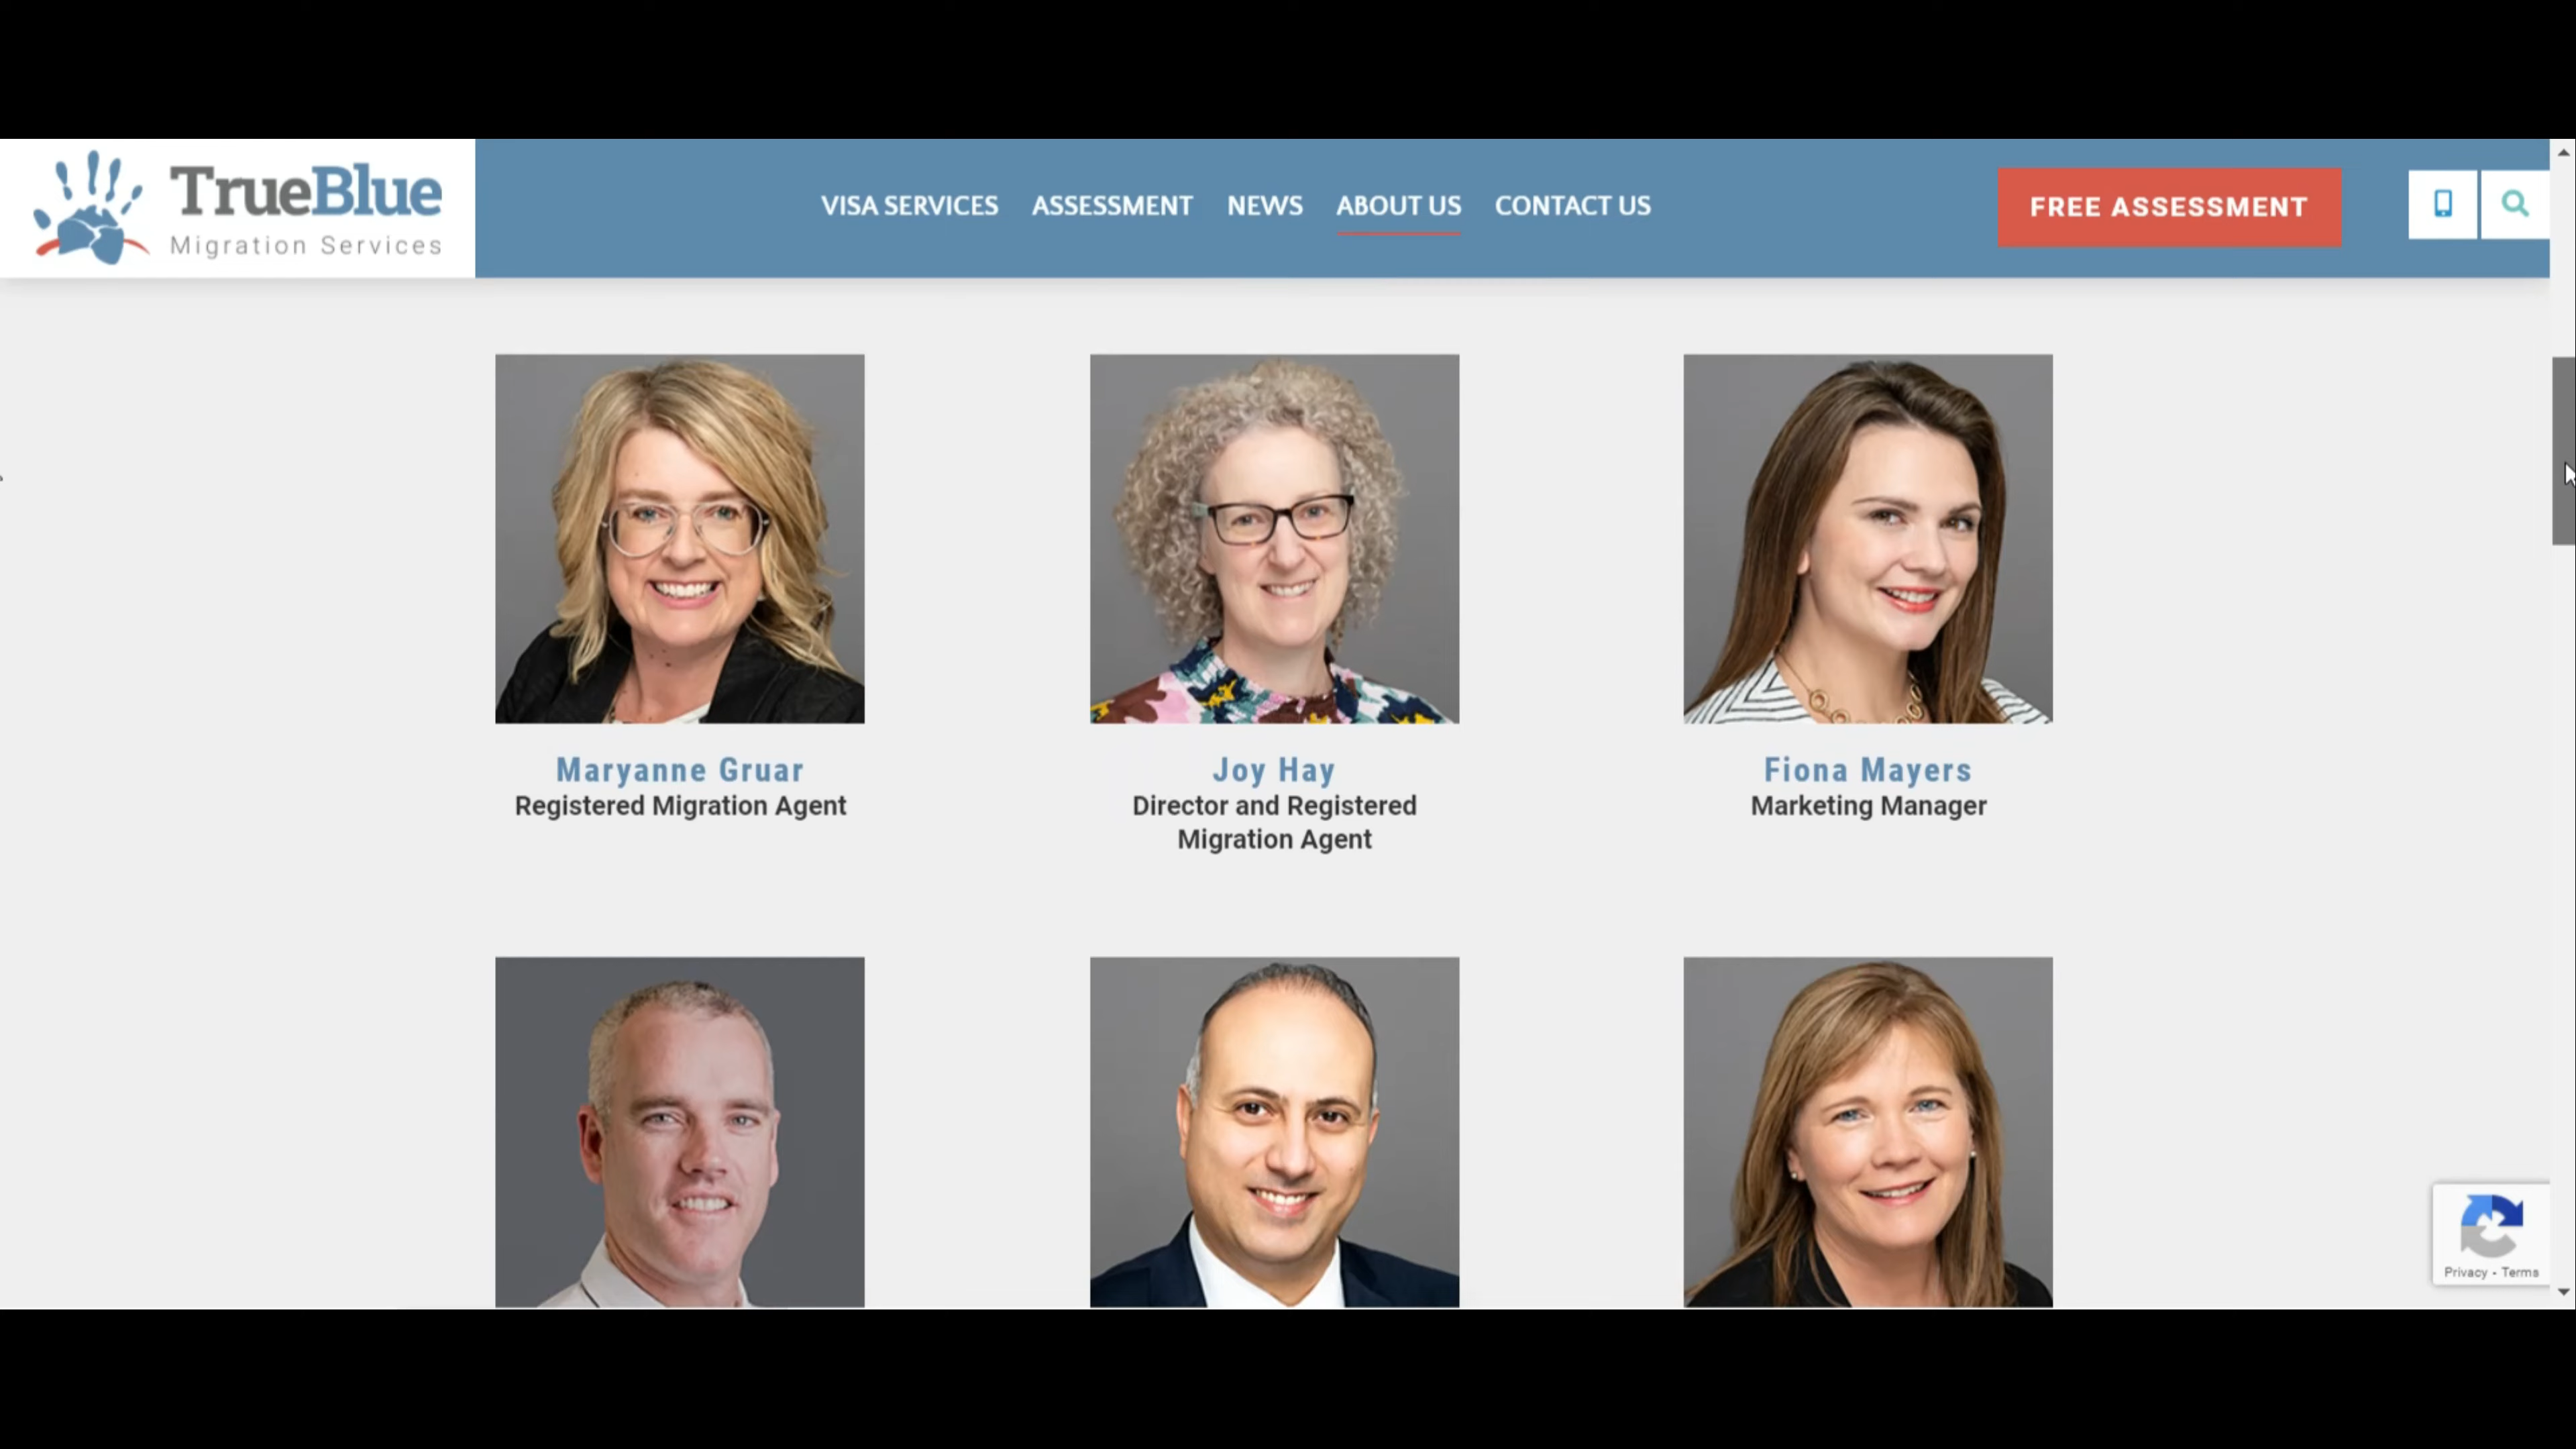 TrueBlue
Migration Services
VISA SERVICES
ASSESSMENT
NEWS
ABOUT US
CONTACT US
FREE ASSESSMENT
Maryanne Gruar
Registered Migration Agent
Joy Hay
Director and Registered
Migration Agent
Fiona Mayers
Marketing Manager
Privacy - Terms